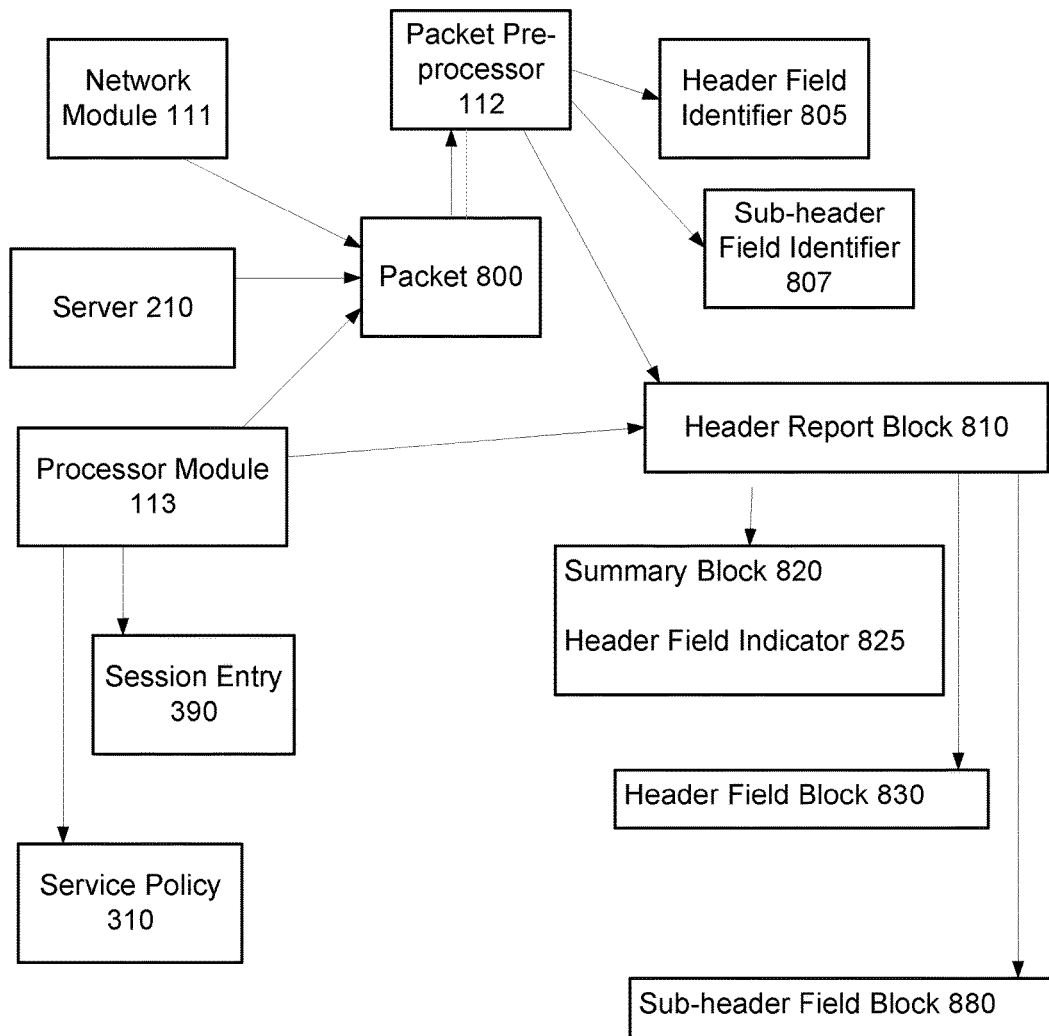 Network
Module 111
Packet Pre-
processor
112
Header Field
Identifier 805
Sub-header
Field Identifier
807
Server 210
Packet 800
Processor Module
113
Header Report Block 810
Summary Block 820
Header Field Indicator 825
Session Entry
390
Header Field Block 830
Service Policy
310
Sub-header Field Block 880